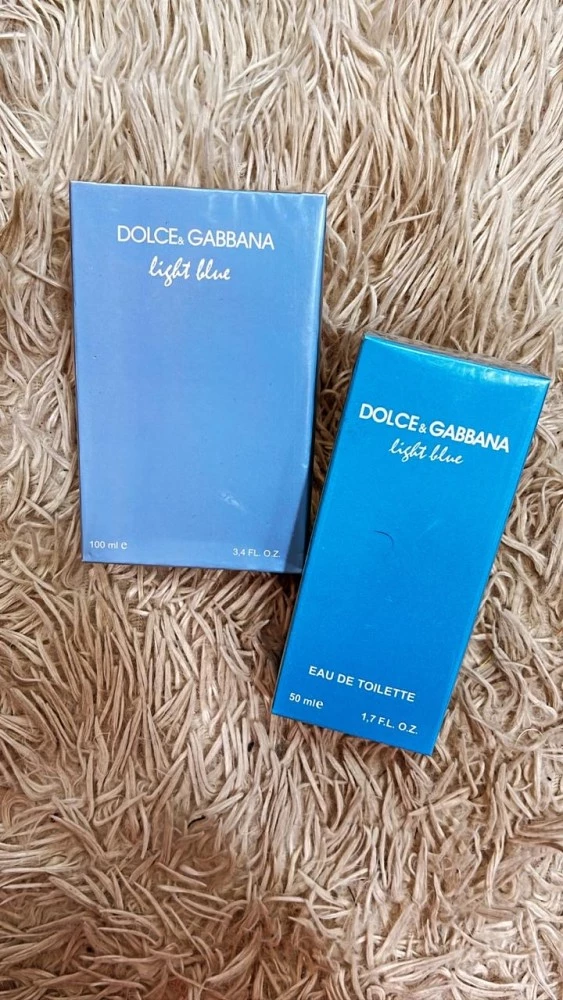 DOLCE & GABBANA
light blue
100 ml e
3,4 FL. O.Z.
DOLCE & GABBANA
light blue
EAU DE TOILETTE
50 ml e
1,7 F.L. O.Z.